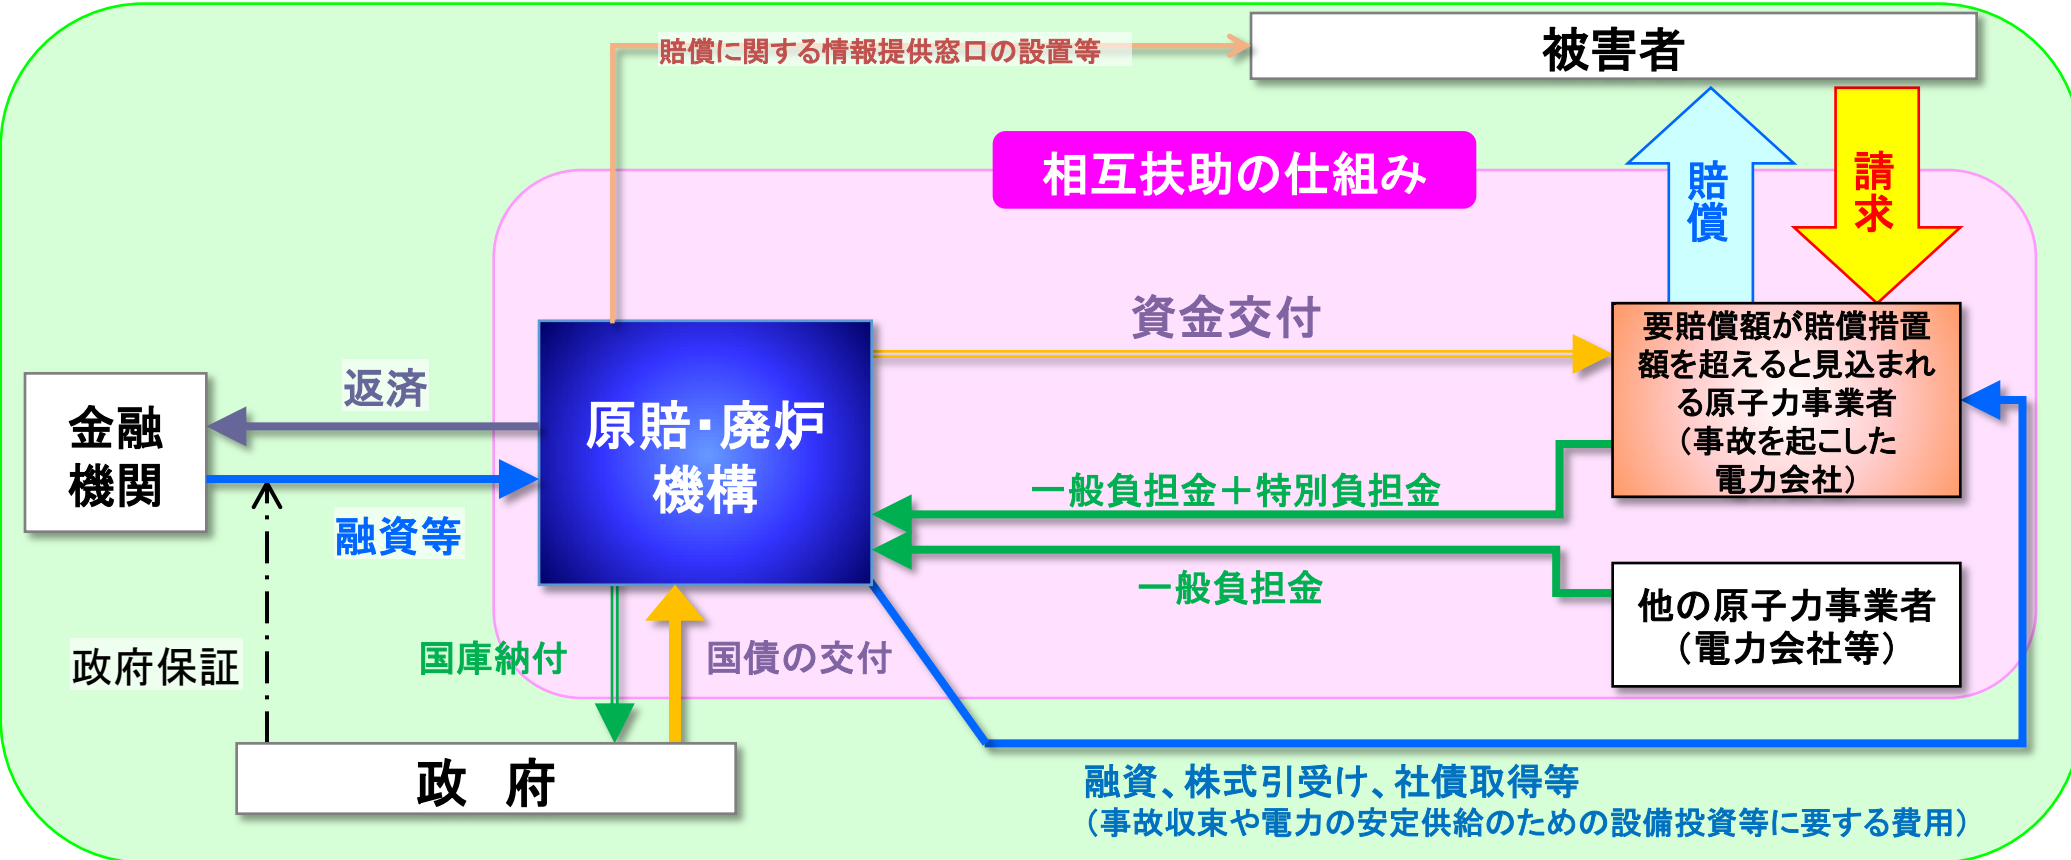 賠償に関する情報提供窓口の設置等
被害者
相互扶助の仕組み
賠償
請求
資金交付
要賠償額が賠償措置
額を超えると見込まれ
る原子力事業者
（事故を起こした
電力会社）
返済
金融
機関
原賠・廃炉
機構
一般負担金＋特別負担金
融資等
一般負担金
他の原子力事業者
（電力会社等）
政府保証
国庫納付
国債の交付
政　府
融資、株式引受け、社債取得等
（事故収束や電力の安定供給のための設備投資等に要する費用）